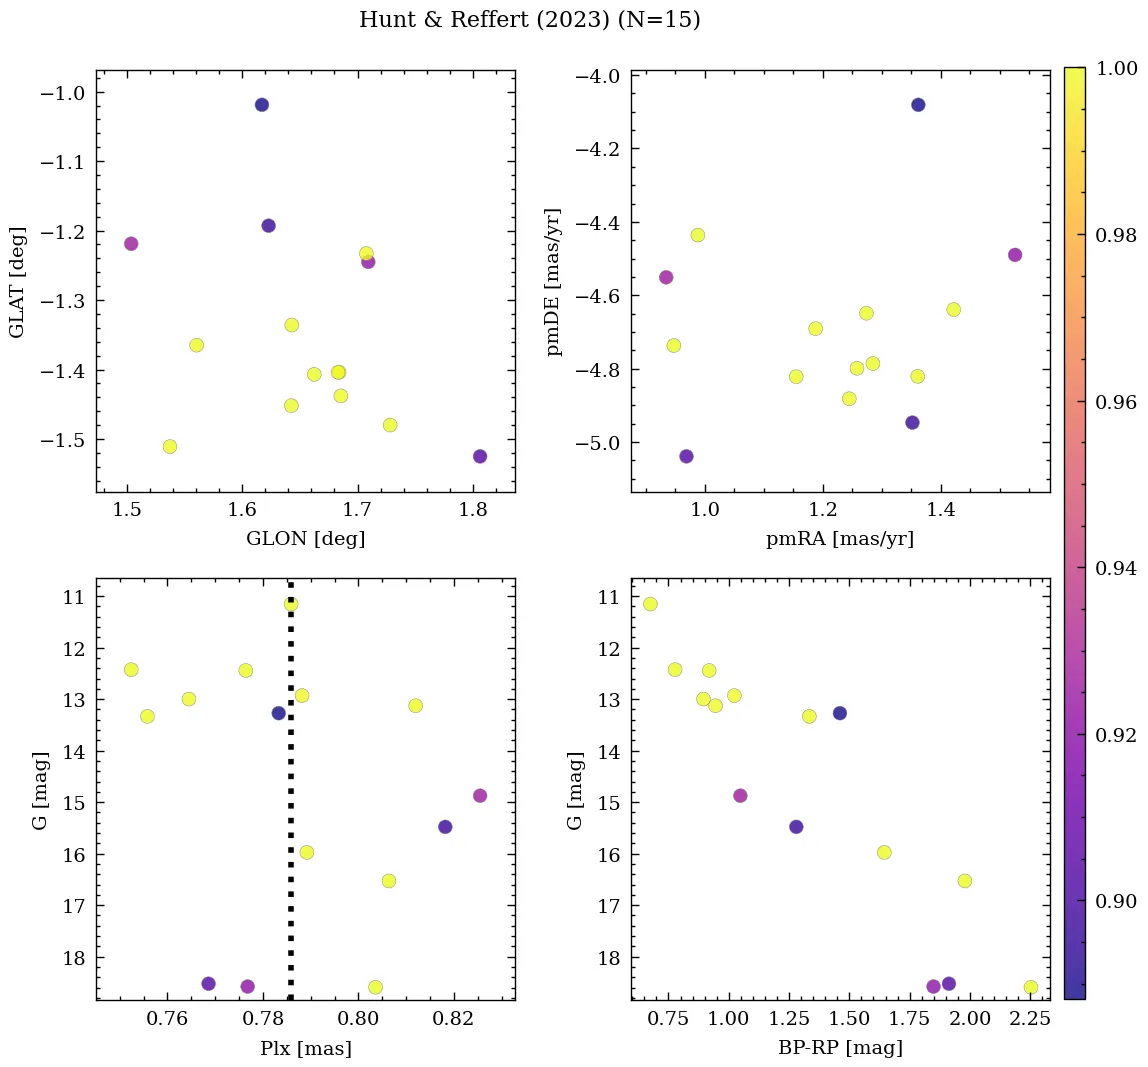 Hunt & Reffert (2023) (N=15)
−1.0
−1.1
−1.2
−1.3
−1.4
−1.5
GLAT [deg]
1.5 1.6 1.7 1.8
GLON [deg]
−4.0
−4.2
−4.4
−4.6
−4.8
−5.0
pmDE [mas/yr]
1.0 1.2 1.4
pmRA [mas/yr]
11
12
13
14
15
16
17
18
G [mag]
0.76 0.78 0.80 0.82
Plx [mas]
11
12
13
14
15
16
17
18
G [mag]
0.75 1.00 1.25 1.50 1.75 2.00 2.25
BP-RP [mag]
1.00
0.98
0.96
0.94
0.92
0.90